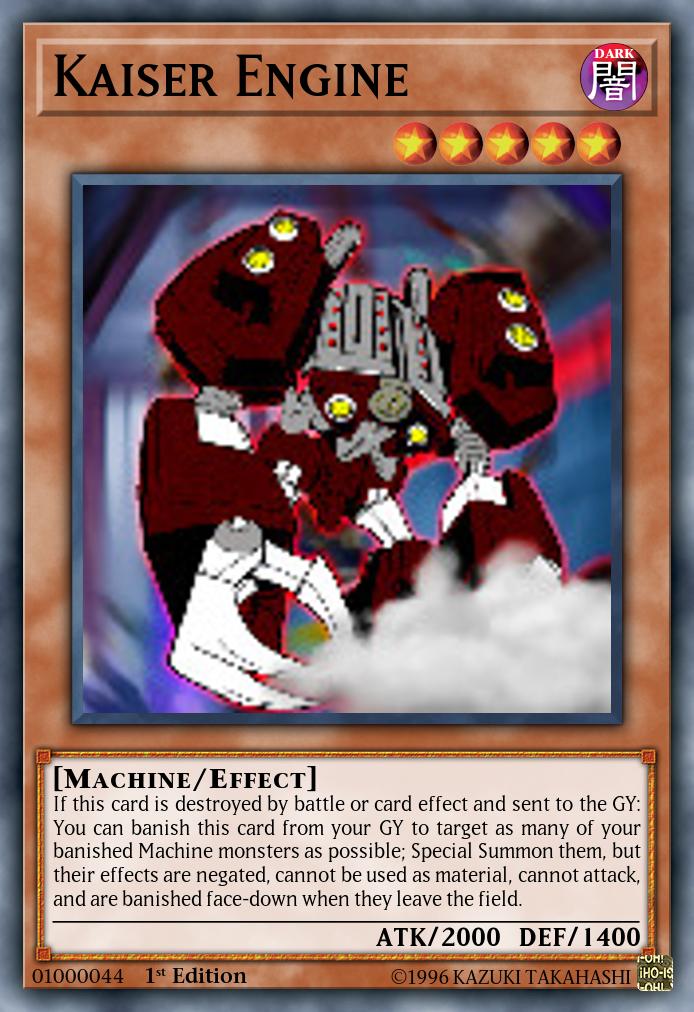 Kaiser Engine
DARK
闇
[Machine/Effect]
If this card is destroyed by battle or card effect and sent to the GY:
You can banish this card from your GY to target as many of your
banished Machine monsters as possible; Special Summon them, but
their effects are negated, cannot be used as material, cannot attack,
and are banished face-down when they leave the field.
ATK/2000 DEF/1400
01000044 1st Edition ©1996 KAZUKI TAKAHASHI